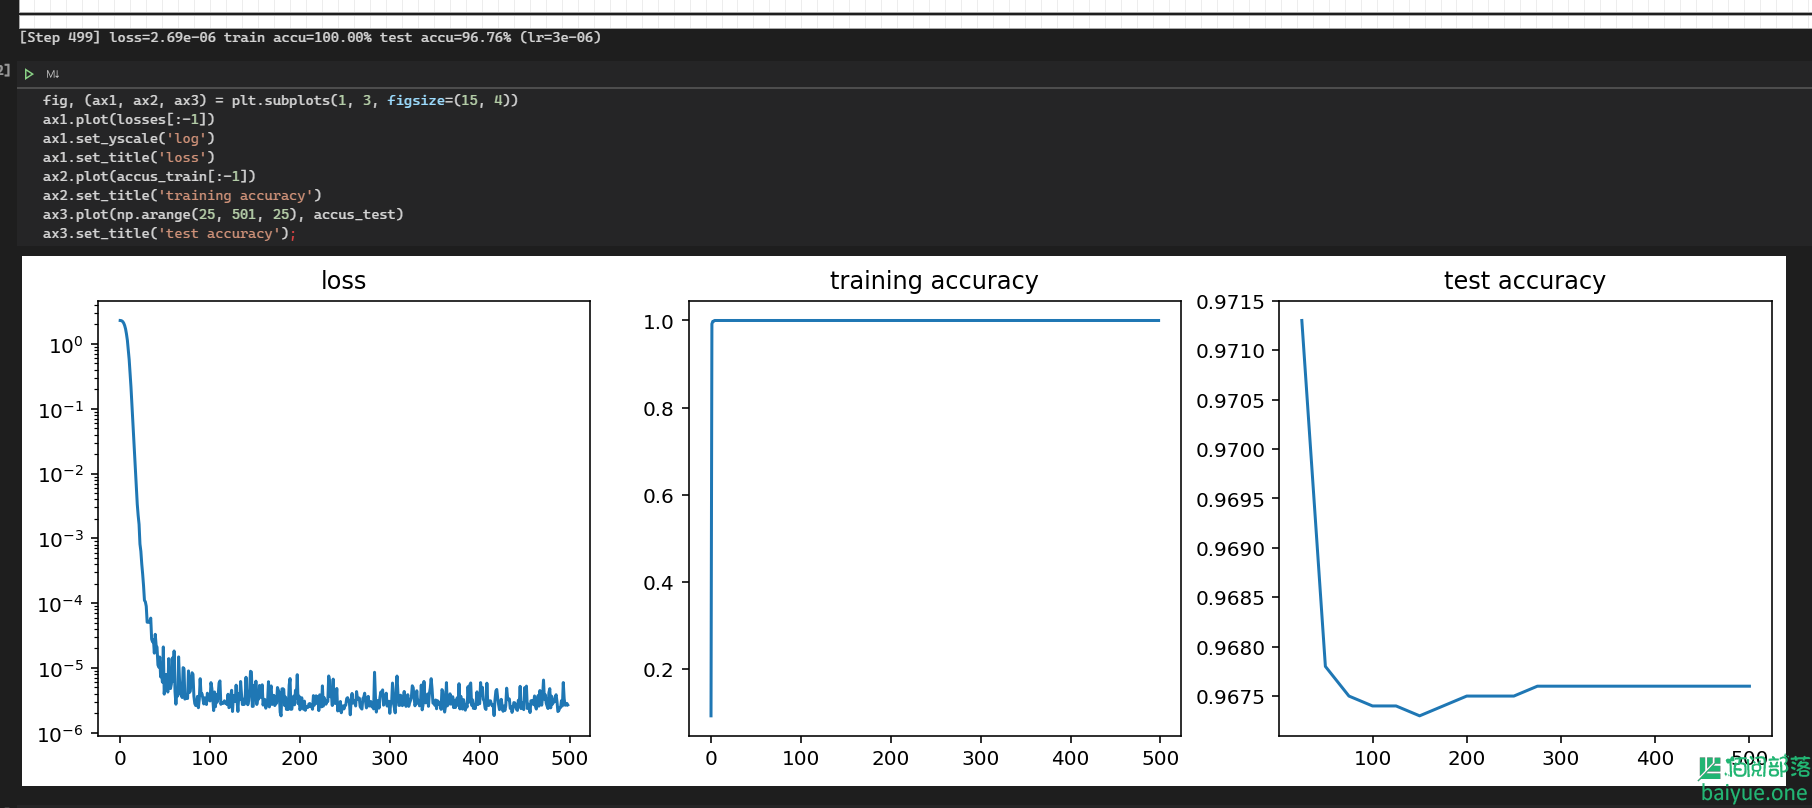 [Step 499] loss=2.69e-06 train accu=100.00% test accu=96.76% (lr=3e-06)
2]
M↓
fig, (ax1, ax2, ax3) = plt.subplots(1, 3, figsize=(15, 4))
ax1.plot(losses[:-1])
ax1.set_yscale('log')
ax1.set_title('loss')
ax2.plot(accus_train[:-1])
ax2.set_title('training accuracy')
ax3.plot(np.arange(25, 501, 25), accus_test)
ax3.set_title('test accuracy');
loss
10⁰
10⁻¹
10⁻²
10⁻³
10⁻⁴
10⁻⁵
10⁻⁶
0 100 200 300 400 500
training accuracy
1.0
0.8
0.6
0.4
0.2
0 100 200 300 400 500
test accuracy
0.9715
0.9710
0.9705
0.9700
0.9695
0.9690
0.9685
0.9680
0.9675
100 200 300 400 500
佰阅部落
baiyue.one